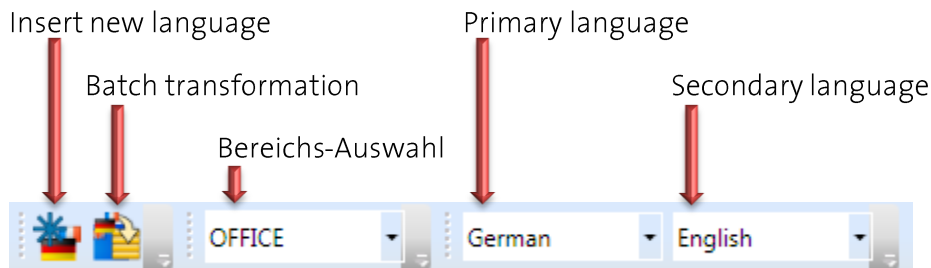 Insert new language
Primary language
Batch transformation
Secondary language
Bereichs-Auswahl
OFFICE
German
English